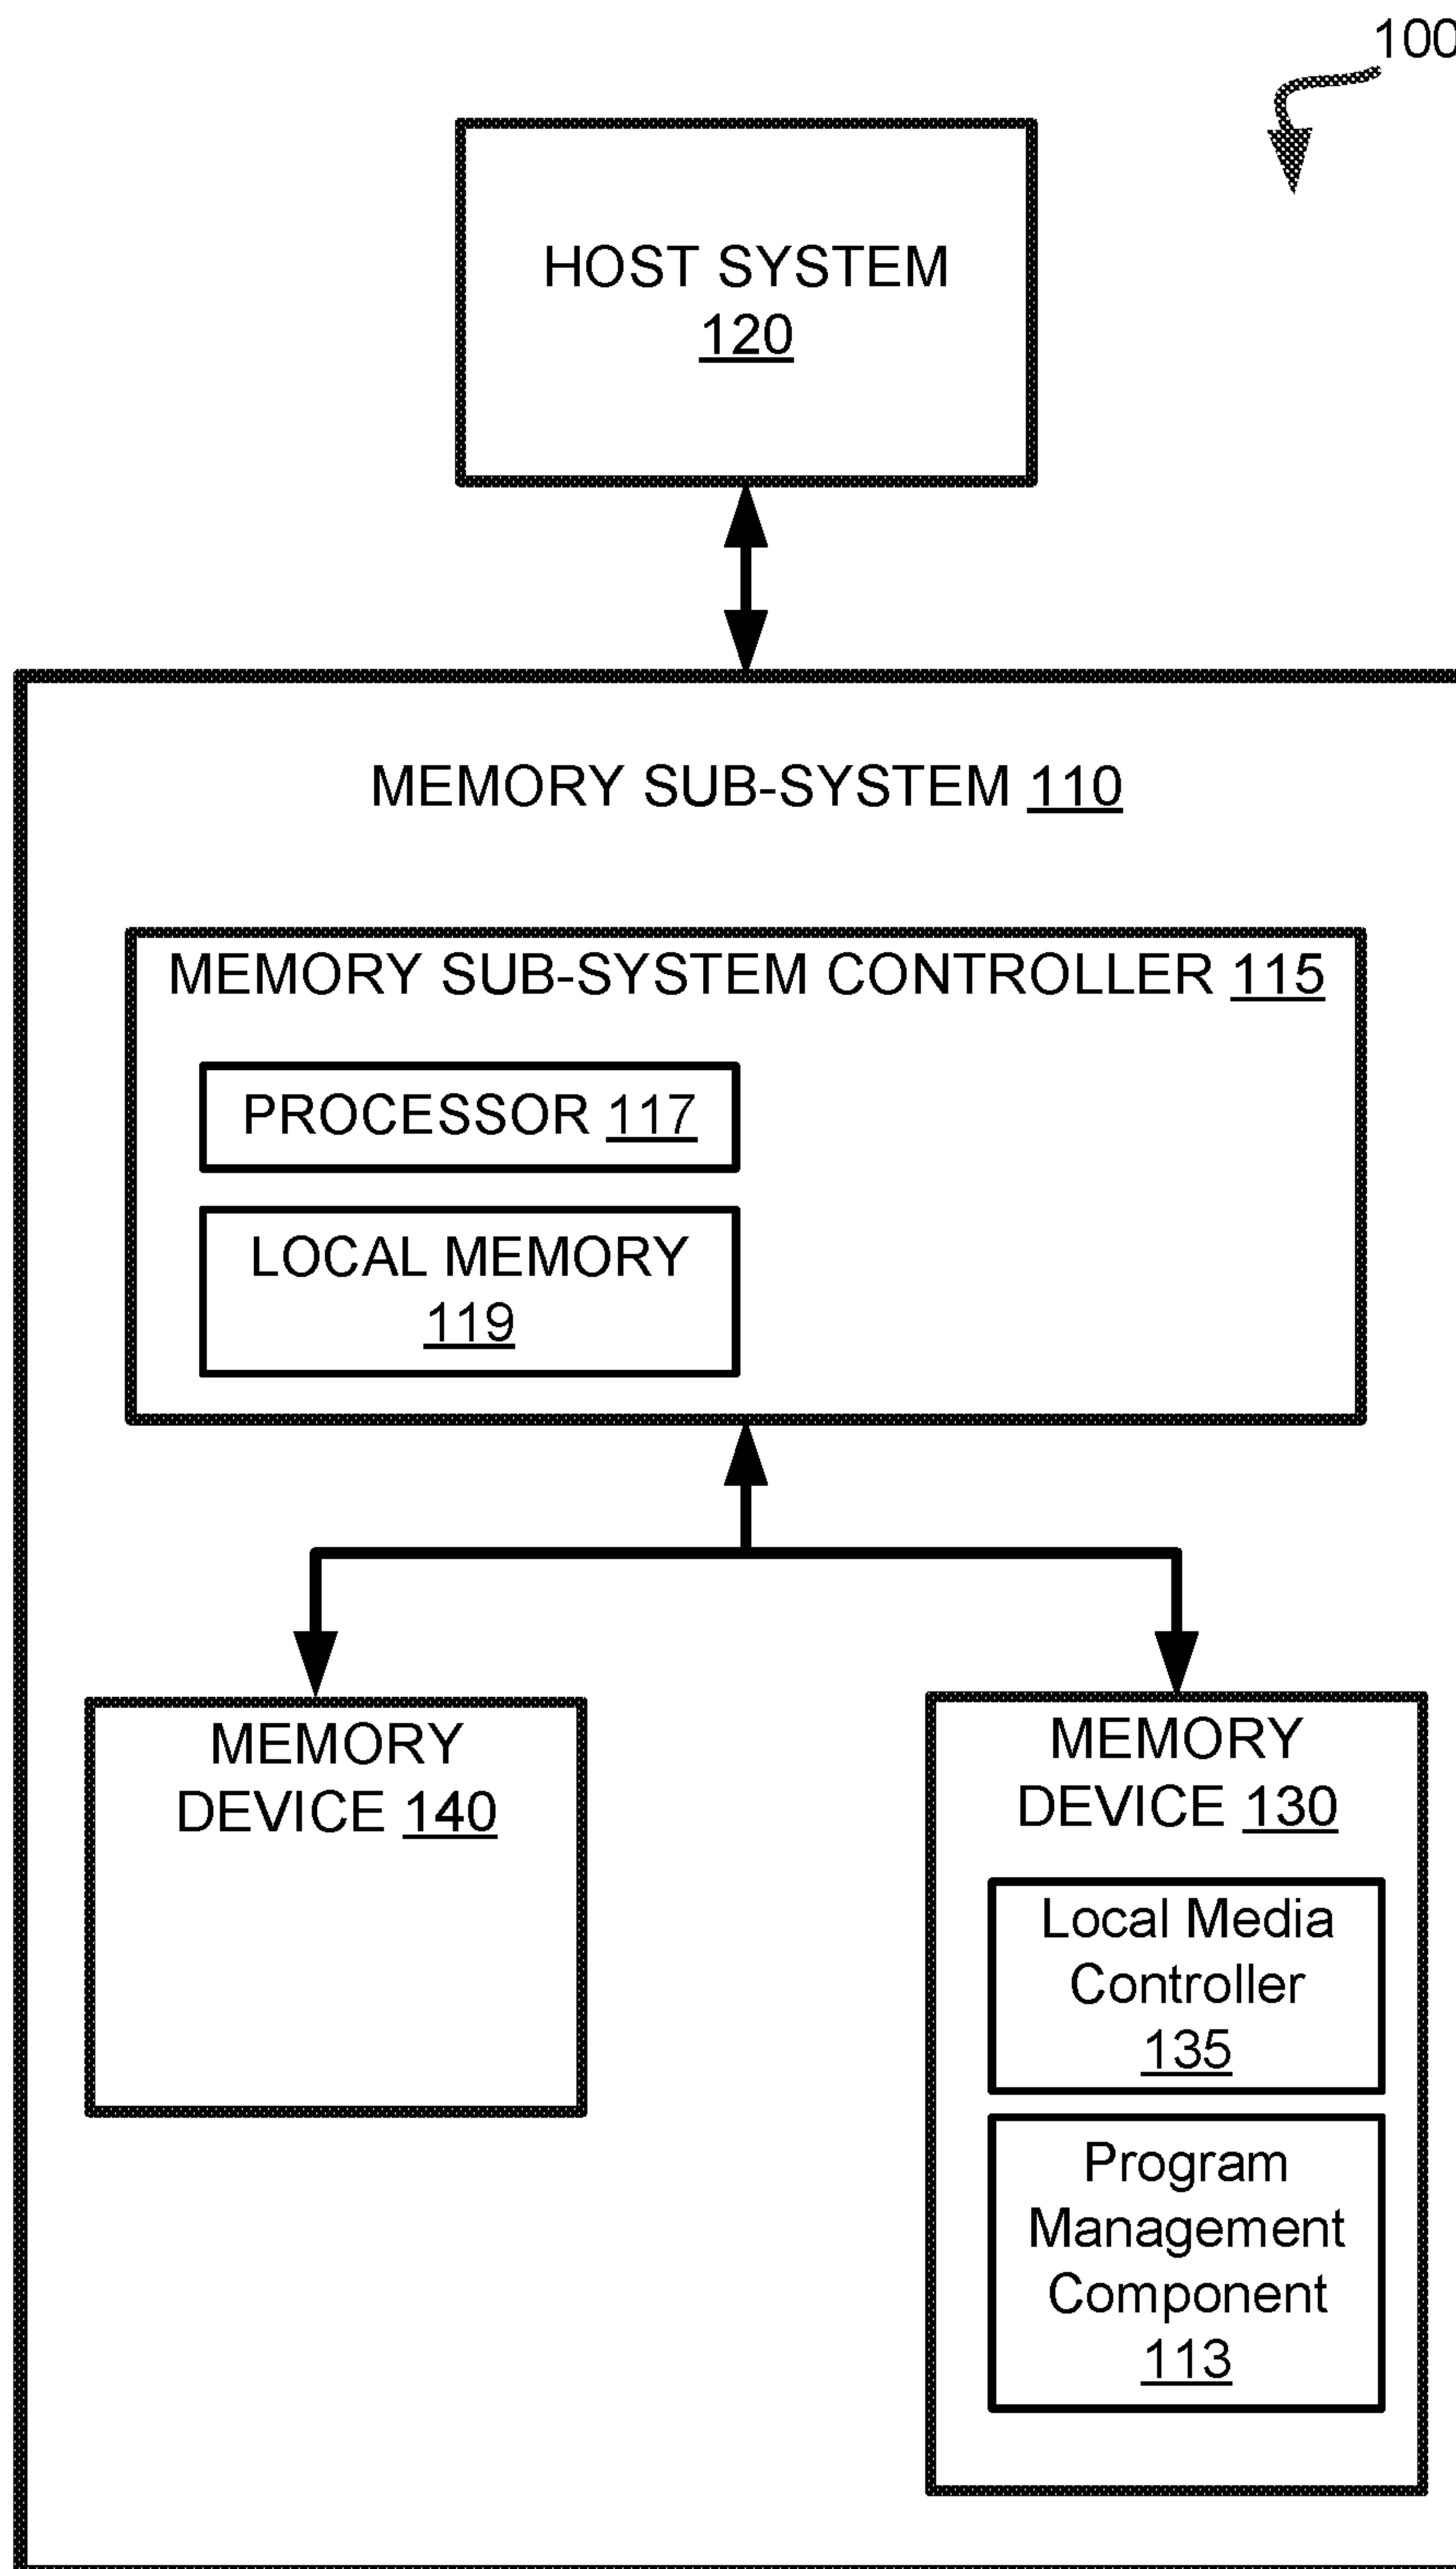 100
HOST SYSTEM
120
MEMORY SUB-SYSTEM 110
MEMORY SUB-SYSTEM CONTROLLER 115
PROCESSOR 117
LOCAL MEMORY
119
MEMORY
DEVICE 140
MEMORY
DEVICE 130
Local Media
Controller
135
Program
Management
Component
113